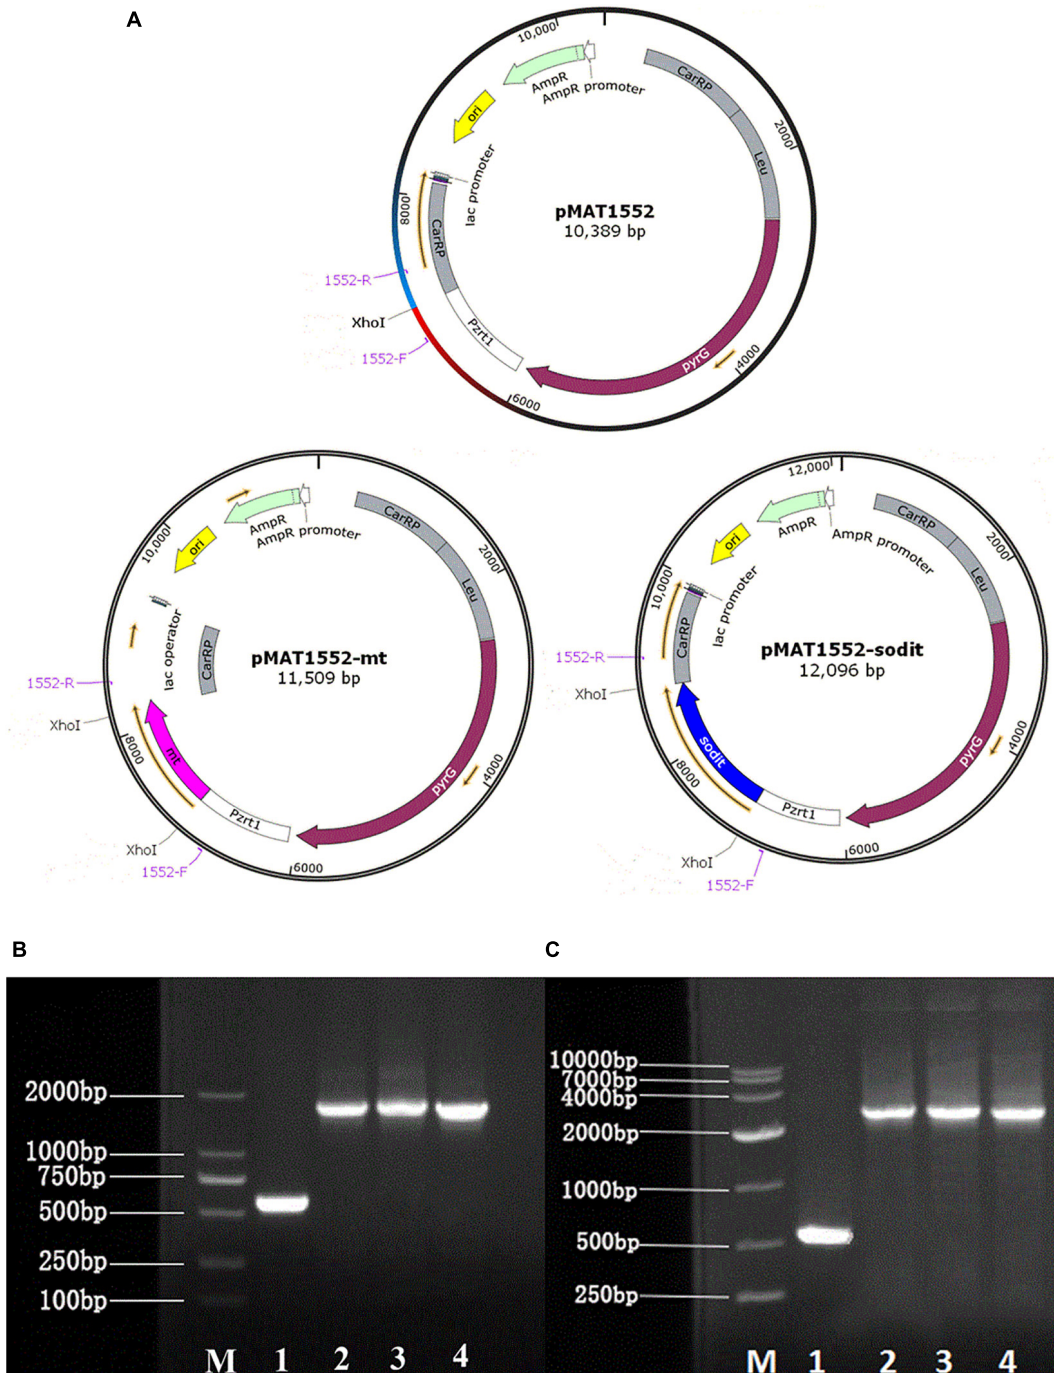 A
10,000
AmpR
AmpR promoter
CarRP
2000
Leu
ori
lac promoter
8000
CarRP
pMAT1552
10,389 bp
1552-R
XhoI
1552-F
Pzrt1
pyrG
4000
6000
AmpR
AmpR promoter
CarRP
2000
Leu
10,000
ori
lac operator
CarRP
pMAT1552-mt
11,509 bp
1552-R
XhoI
8000
mt
Pzrt1
pyrG
4000
XhoI
1552-F
6000
12,000
AmpR
AmpR promoter
CarRP
2000
Leu
ori
10,000
lac promoter
CarRP
pMAT1552-sodit
12,096 bp
1552-R
XhoI
sodit
8000
Pzrt1
pyrG
4000
XhoI
1552-F
6000
B
2000bp
1000bp
750bp
500bp
250bp
100bp
M 1 2 3 4
C
10000bp
7000bp
4000bp
2000bp
1000bp
500bp
250bp
M 1 2 3 4